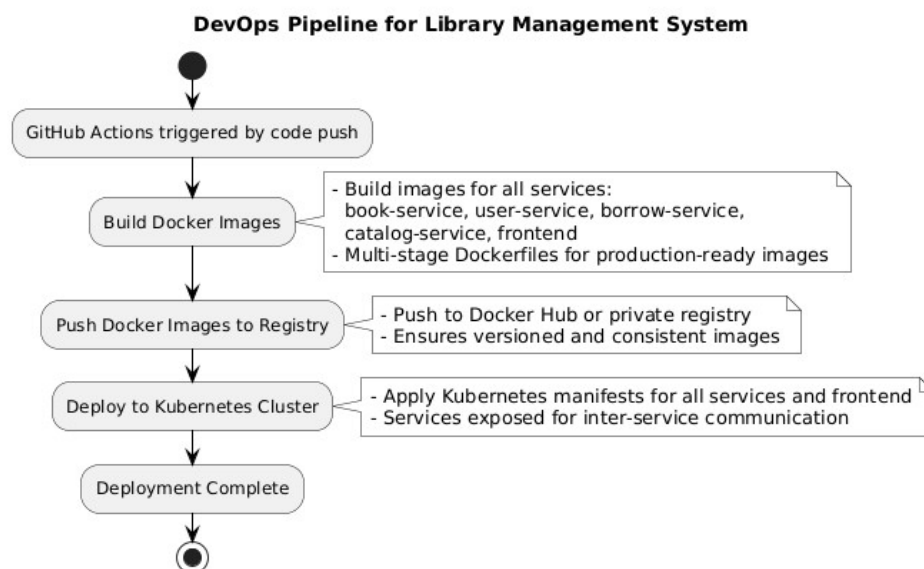 DevOps Pipeline for Library Management System
GitHub Actions triggered by code push
Build Docker Images
- Build images for all services:
book-service, user-service, borrow-service,
catalog-service, frontend
- Multi-stage Dockerfiles for production-ready images
Push Docker Images to Registry
- Push to Docker Hub or private registry
- Ensures versioned and consistent images
Deploy to Kubernetes Cluster
- Apply Kubernetes manifests for all services and frontend
- Services exposed for inter-service communication
Deployment Complete